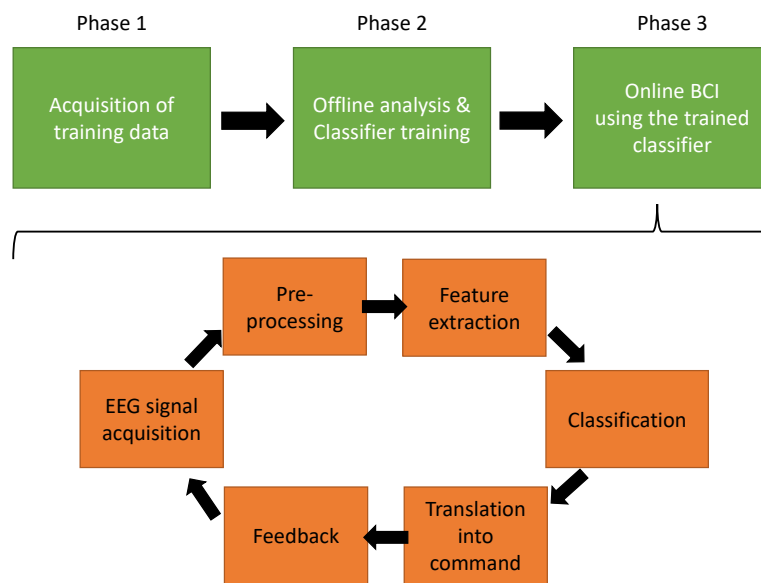 Phase 1
Phase 2
Phase 3
Acquisition of
training data
Offline analysis &
Classifier training
Online BCI
using the trained
classifier
Pre-
processing
Feature
extraction
EEG signal
acquisition
Classification
Feedback
Translation
into
command